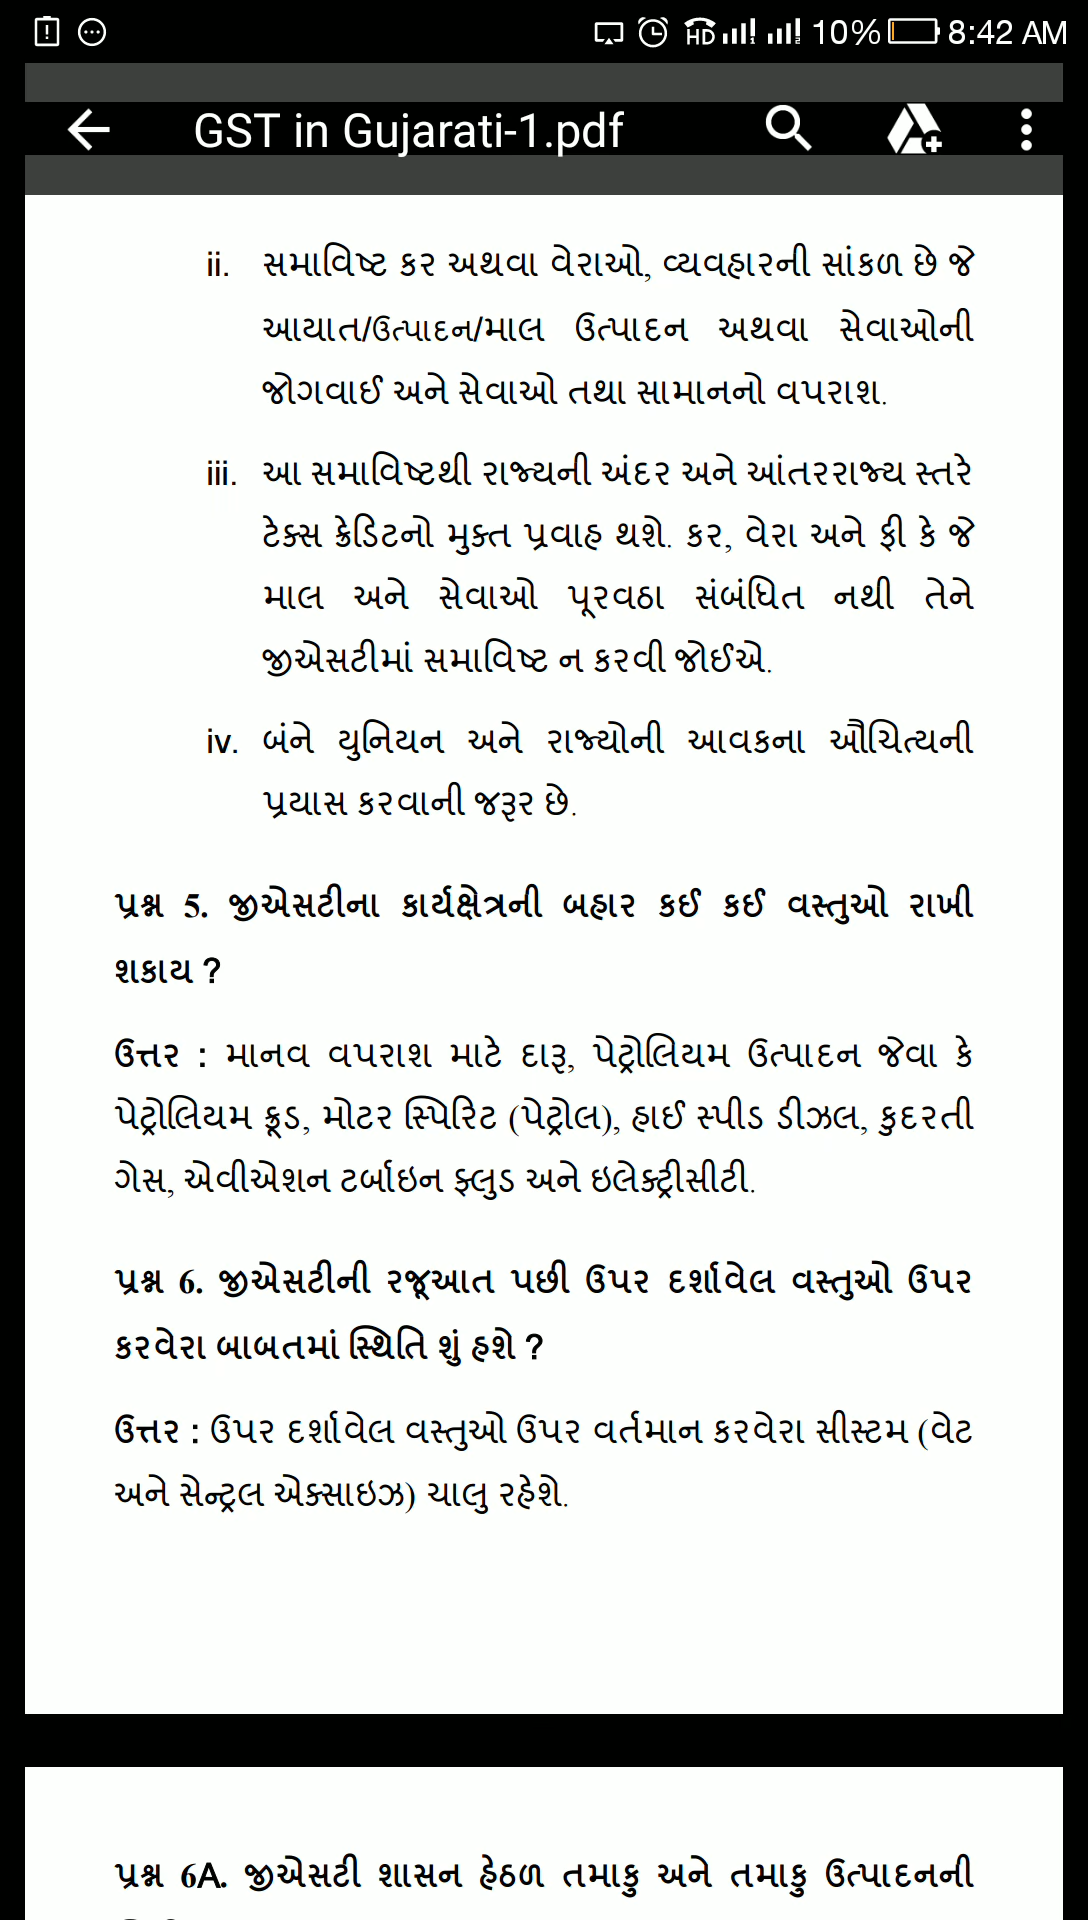 10% 8:42 AM
GST in Gujarati-1.pdf
ii. સમાવિષ્ટ કર અથવા વેરાઓ, વ્યવહારની સાંકળ છે જે
આયાત/ઉત્પાદન/માલ ઉત્પાદન અથવા સેવાઓની
જોગવાઈ અને સેવાઓ તથા સામાનનો વપરાશ.
iii. આ સમાવિષ્ટથી રાજ્યની અંદર અને આંતરરાજ્ય સ્તરે
ટેક્સ ક્રેડિટનો મુક્ત પ્રવાહ થશે. કર, વેરા અને ફી કે જે
માલ અને સેવાઓ પૂરવઠા સંબંધિત નથી તેને
જીએસટીમાં સમાવિષ્ટ ન કરવી જોઈએ.
iv. બંને યુનિયન અને રાજ્યોની આવકના ઔચિત્યની
પ્રયાસ કરવાની જરૂર છે.
પ્રશ્ન 5. જીએસટીના કાર્યક્ષેત્રની બહાર કઈ કઈ વસ્તુઓ રાખી
શકાય ?
ઉત્તર : માનવ વપરાશ માટે દારૂ, પેટ્રોલિયમ ઉત્પાદન જેવા કે
પેટ્રોલિયમ ક્રૂડ, મોટર સ્પિરિટ (પેટ્રોલ), હાઈ સ્પીડ ડીઝલ, કુદરતી
ગેસ, એવીએશન ટર્બાઇન ફ્લુડ અને ઇલેક્ટ્રીસીટી.
પ્રશ્ન 6. જીએસટીની રજૂઆત પછી ઉપર દર્શાવેલ વસ્તુઓ ઉપર
કરવેરા બાબતમાં સ્થિતિ શું હશે ?
ઉત્તર : ઉપર દર્શાવેલ વસ્તુઓ ઉપર વર્તમાન કરવેરા સીસ્ટમ (વેટ
અને સેન્ટ્રલ એક્સાઇઝ) ચાલુ રહેશે.
પ્રશ્ન 6A. જીએસટી શાસન હેઠળ તમાકુ અને તમાકુ ઉત્પાદનની